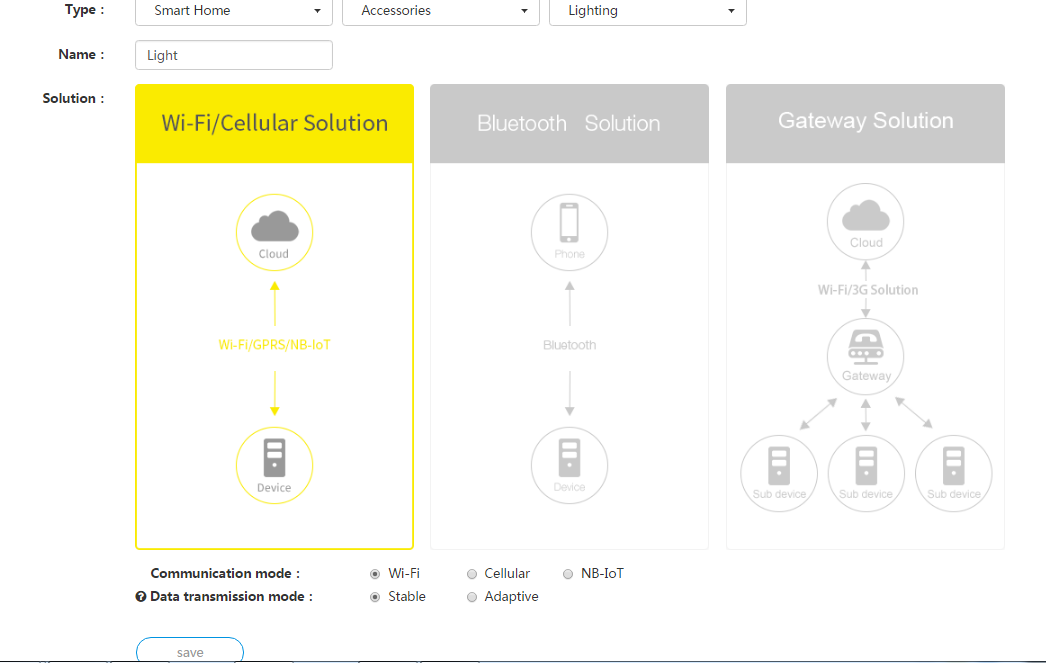 Type : Smart Home Accessories Lighting
Name : Light
Solution :
Wi-Fi/Cellular Solution
Cloud
Wi-Fi/GPRS/NB-IoT
Device
Bluetooth Solution
Phone
Bluetooth
Device
Gateway Solution
Cloud
Wi-Fi/3G Solution
Gateway
Sub device Sub device Sub device
Communication mode : Wi-Fi Cellular NB-IoT
? Data transmission mode : Stable Adaptive
save